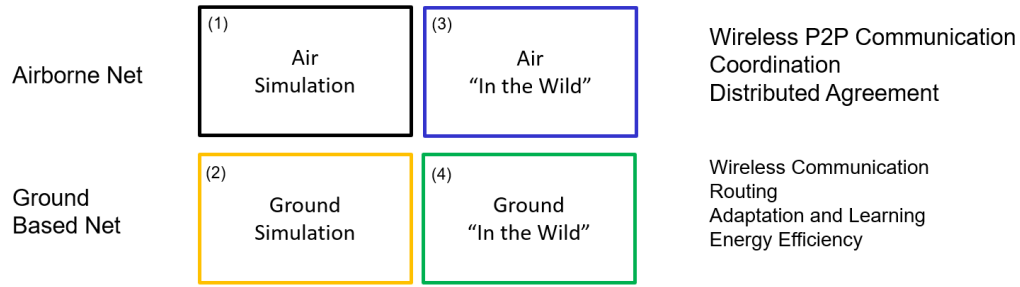 Airborne Net
(1)
Air
Simulation
(3)
Air
“In the Wild”
Wireless P2P Communication
Coordination
Distributed Agreement
Ground
Based Net
(2)
Ground
Simulation
(4)
Ground
“In the Wild”
Wireless Communication
Routing
Adaptation and Learning
Energy Efficiency